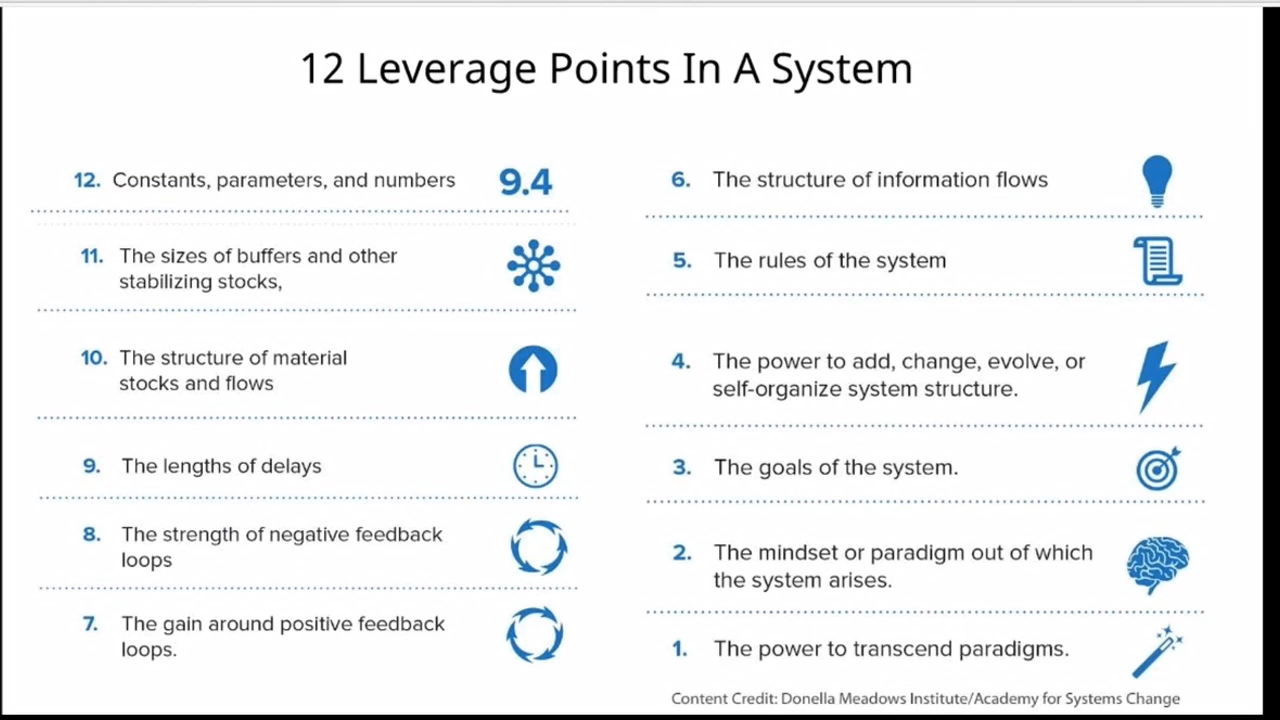 12 Leverage Points In A System
12. Constants, parameters, and numbers 9.4
11. The sizes of buffers and other
stabilizing stocks,
10. The structure of material
stocks and flows
9. The lengths of delays
8. The strength of negative feedback
loops
7. The gain around positive feedback
loops.
6. The structure of information flows
5. The rules of the system
4. The power to add, change, evolve, or
self-organize system structure.
3. The goals of the system.
2. The mindset or paradigm out of which
the system arises.
1. The power to transcend paradigms.
Content Credit: Donella Meadows Institute/Academy for Systems Change